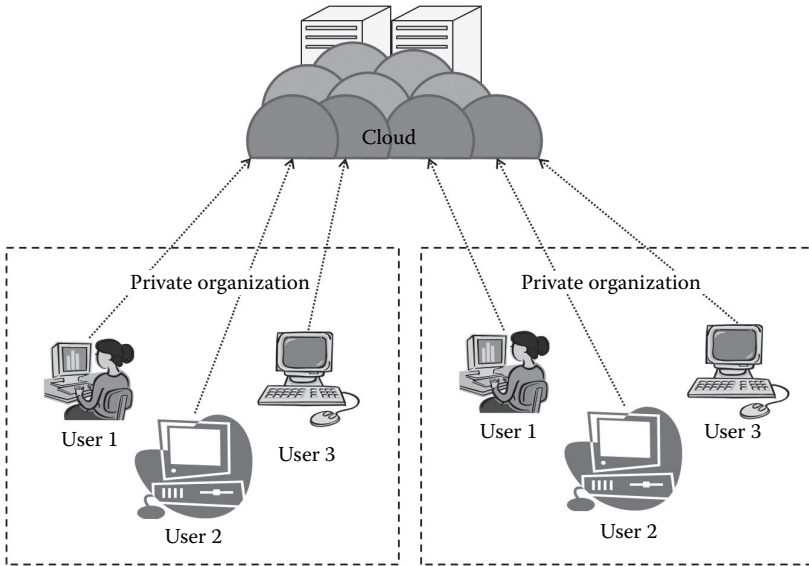 Cloud
Private organization
User 1
User 3
User 2
Private organization
User 1
User 3
User 2